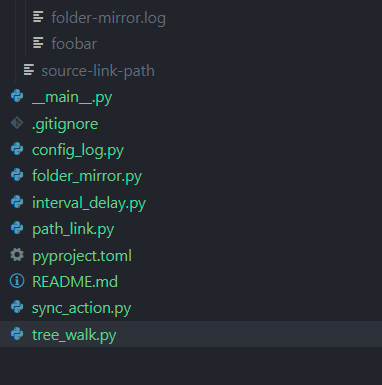 folder-mirror.log
foobar
source-link-path
__main__.py
.gitignore
config_log.py
folder_mirror.py
interval_delay.py
path_link.py
pyproject.toml
README.md
sync_action.py
tree_walk.py